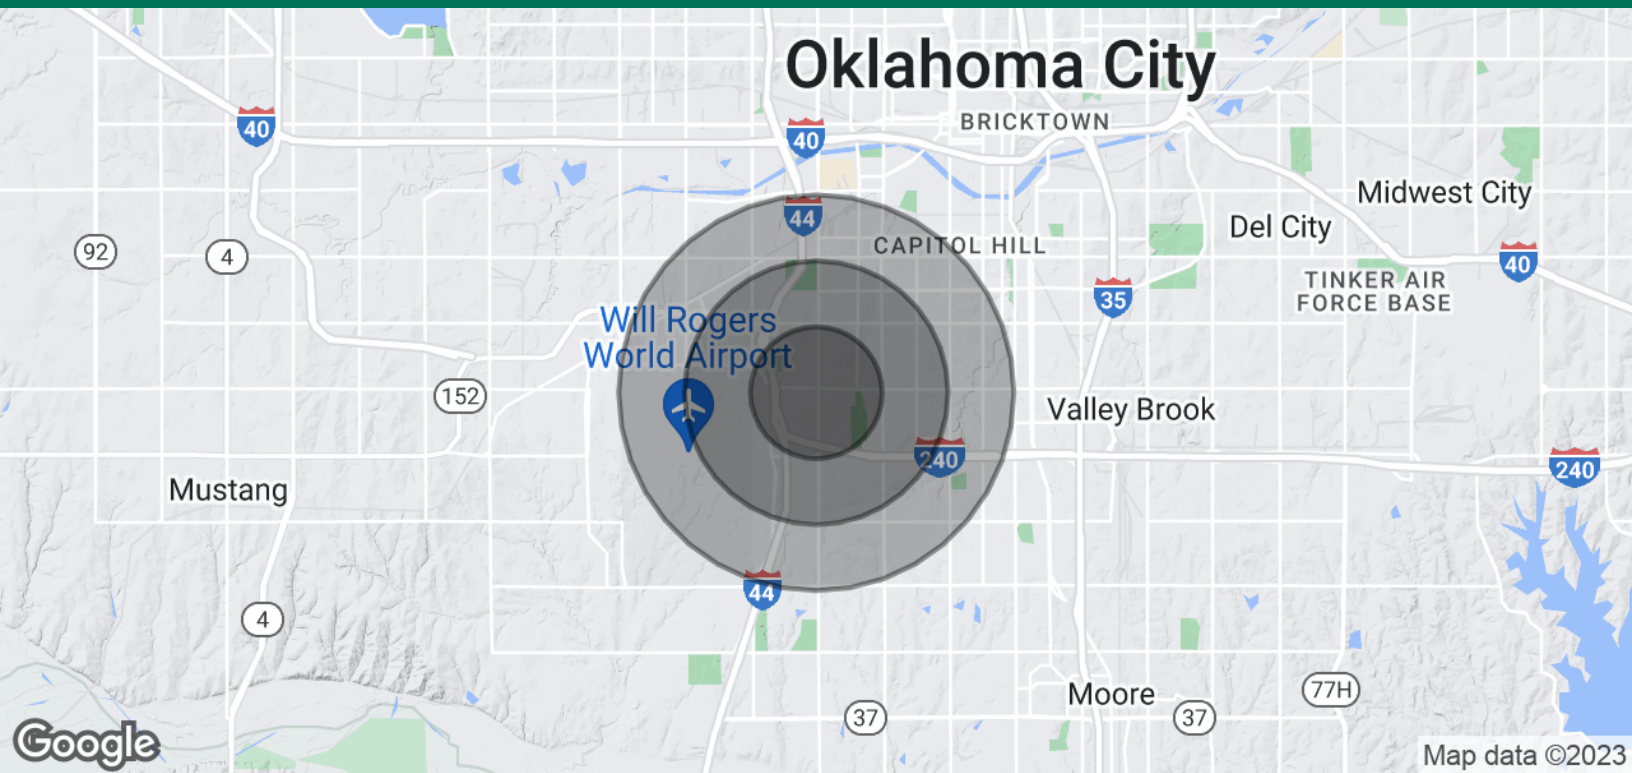 Oklahoma City
BRICKTOWN
40
40
Midwest City
44
Del City
92
4
CAPITOL HILL
40
TINKER AIR
FORCE BASE
35
Will Rogers
World Airport
152
Valley Brook
240
240
Mustang
44
4
Moore
77H
37
37
Google
Map data ©2023